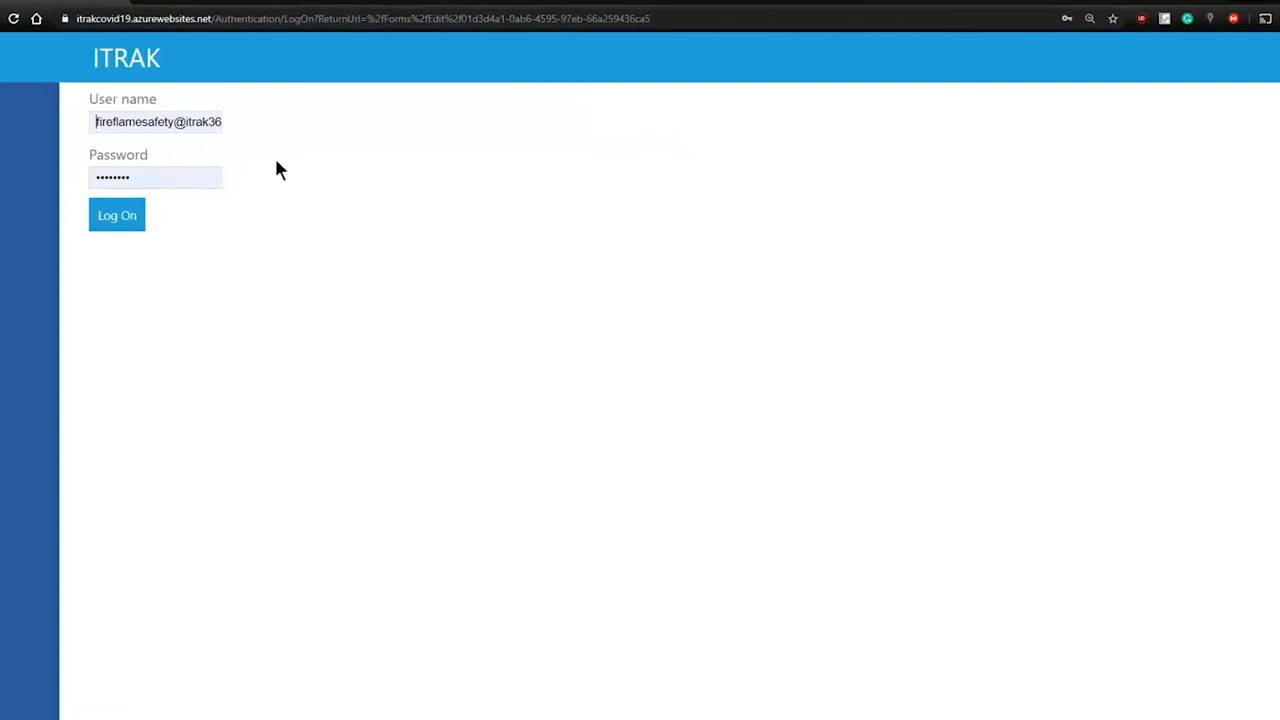 itrakcovid19.azurewebsites.net/Authentication/LogOn?ReturnUrl=%2fForms%2fEdit%2f01d3d4a1-0ab6-4595-97eb-66a259436ca5
ITRAK
User name
fireflamesafety@itrak36
Password
••••••••
Log On